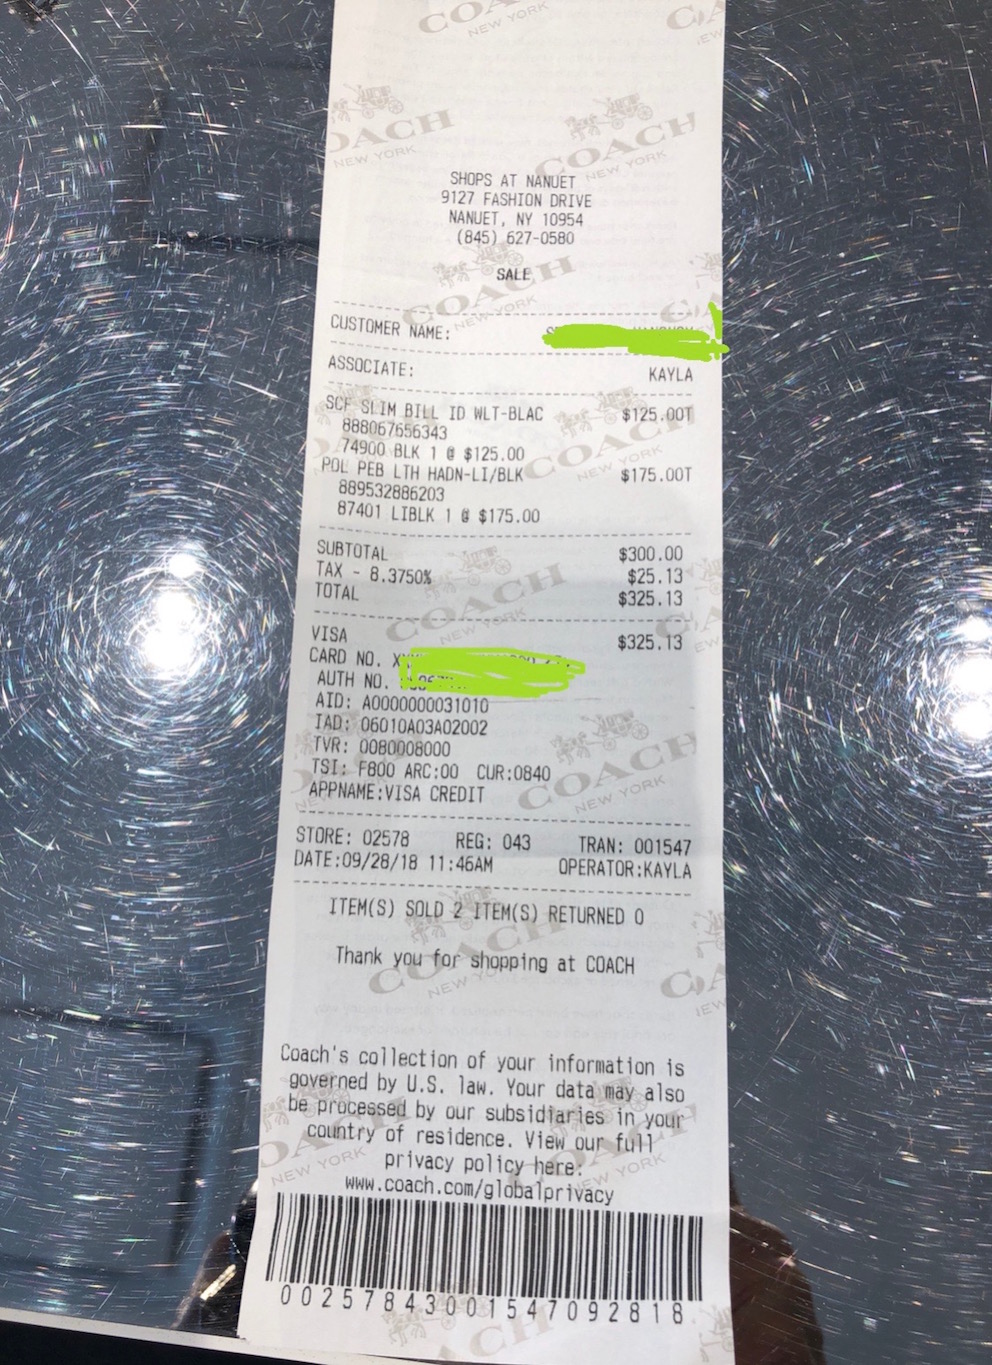 COACH
NEW YORK
SHOPS AT NANUET
9127 FASHION DRIVE
NANUET, NY 10954
(845) 627-0580
SALE
CUSTOMER NAME:
ASSOCIATE: KAYLA
SCF SLIM BILL ID WLT-BLAC $125.00T
888067656343
74900 BLK 1 @ $125.00
POL PEB LTH HADN-LI/BLK $175.00T
889532886203
87401 LIBLK 1 @ $175.00
SUBTOTAL $300.00
TAX - 8.3750% $25.13
TOTAL $325.13
VISA $325.13
CARD NO.
AUTH NO.
AID: A0000000031010
IAD: 06010A03A02002
TVR: 0080008000
TSI: F800 ARC:00 CUR:0840
APPNAME:VISA CREDIT
STORE: 02578 REG: 043 TRAN: 001547
DATE:09/28/18 11:46AM OPERATOR:KAYLA
ITEM(S) SOLD 2 ITEM(S) RETURNED 0
Thank you for shopping at COACH
Coach's collection of your information is
governed by U.S. law. Your data may also
be processed by our subsidiaries in your
country of residence. View our full
privacy policy here:
www.coach.com/globalprivacy
00257843001547092818